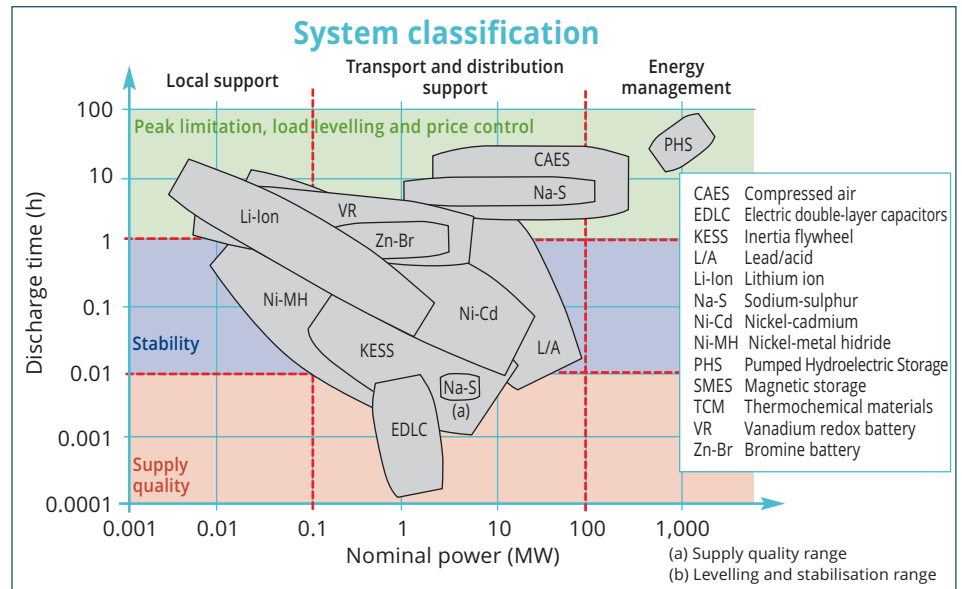 System classification
Local support
Transport and distribution
support
Energy
management
Discharge time (h)
100
10
1
0.1
0.01
0.001
0.0001
Peak limitation, load levelling and price control
PHS
CAES
Na-S
Li-Ion
VR
Zn-Br
Ni-MH
Ni-Cd
Stability
KESS
L/A
Na-S
(a)
EDLC
Supply
quality
0.001
0.01
0.1
1
10
100
1,000
Nominal power (MW)
CAES Compressed air
EDLC Electric double-layer capacitors
KESS Inertia flywheel
L/A Lead/acid
Li-Ion Lithium ion
Na-S Sodium-sulphur
Ni-Cd Nickel-cadmium
Ni-MH Nickel-metal hidride
PHS Pumped Hydroelectric Storage
SMES Magnetic storage
TCM Thermochemical materials
VR Vanadium redox battery
Zn-Br Bromine battery
(a) Supply quality range
(b) Levelling and stabilisation range